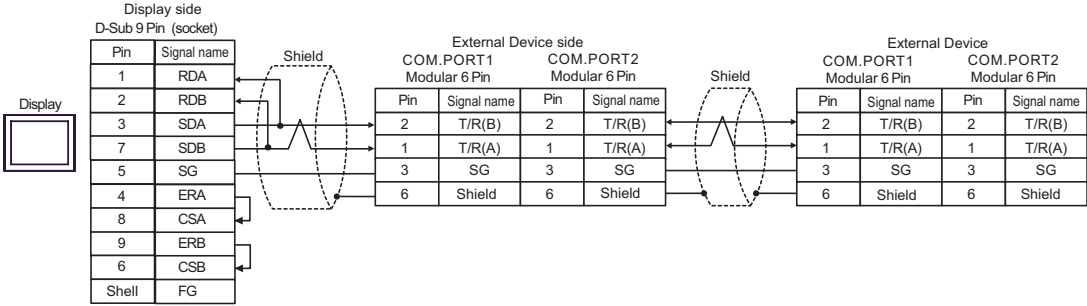 Display side
D-Sub 9 Pin (socket)
Display
Pin Signal name
1 RDA
2 RDB
3 SDA
7 SDB
5 SG
4 ERA
8 CSA
9 ERB
6 CSB
Shell FG
Shield
External Device side
COM.PORT1 COM.PORT2
Modular 6 Pin Modular 6 Pin
Pin Signal name Pin Signal name
2 T/R(B) 2 T/R(B)
1 T/R(A) 1 T/R(A)
3 SG 3 SG
6 Shield 6 Shield
Shield
External Device
COM.PORT1 COM.PORT2
Modular 6 Pin Modular 6 Pin
Pin Signal name Pin Signal name
2 T/R(B) 2 T/R(B)
1 T/R(A) 1 T/R(A)
3 SG 3 SG
6 Shield 6 Shield